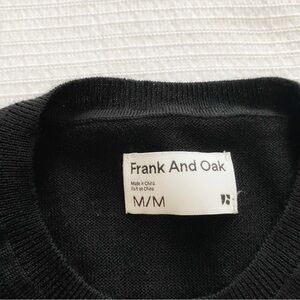 Frank And Oak
Made in China
Fait en Chine
M/M